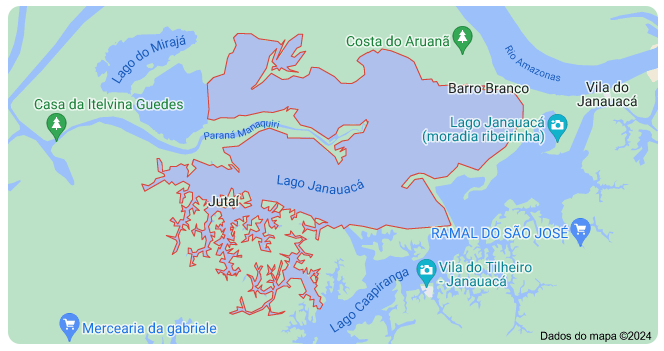 Lago do Mirajá
Costa do Aruanã
Rio Amazonas
Barro Branco
Vila do
Janauacá
Casa da Itelvina Guedes
Paraná Manaquiri
Lago Janauacá
(moradia ribeirinha)
Lago Janauacá
Jutaí
RAMAL DO SÃO JOSÉ
Vila do Tilheiro
- Janauacá
Lago Caapiranga
Mercearia da gabriele
Dados do mapa ©2024